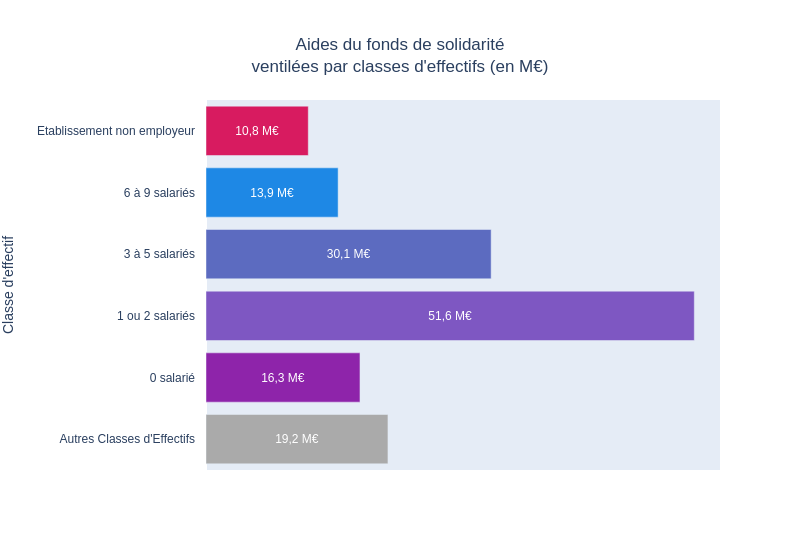 Aides du fonds de solidarité
ventilées par classes d'effectifs (en M€)
Classe d'effectif
Etablissement non employeur
10,8 M€
6 à 9 salariés
13,9 M€
3 à 5 salariés
30,1 M€
1 ou 2 salariés
51,6 M€
0 salarié
16,3 M€
Autres Classes d'Effectifs
19,2 M€